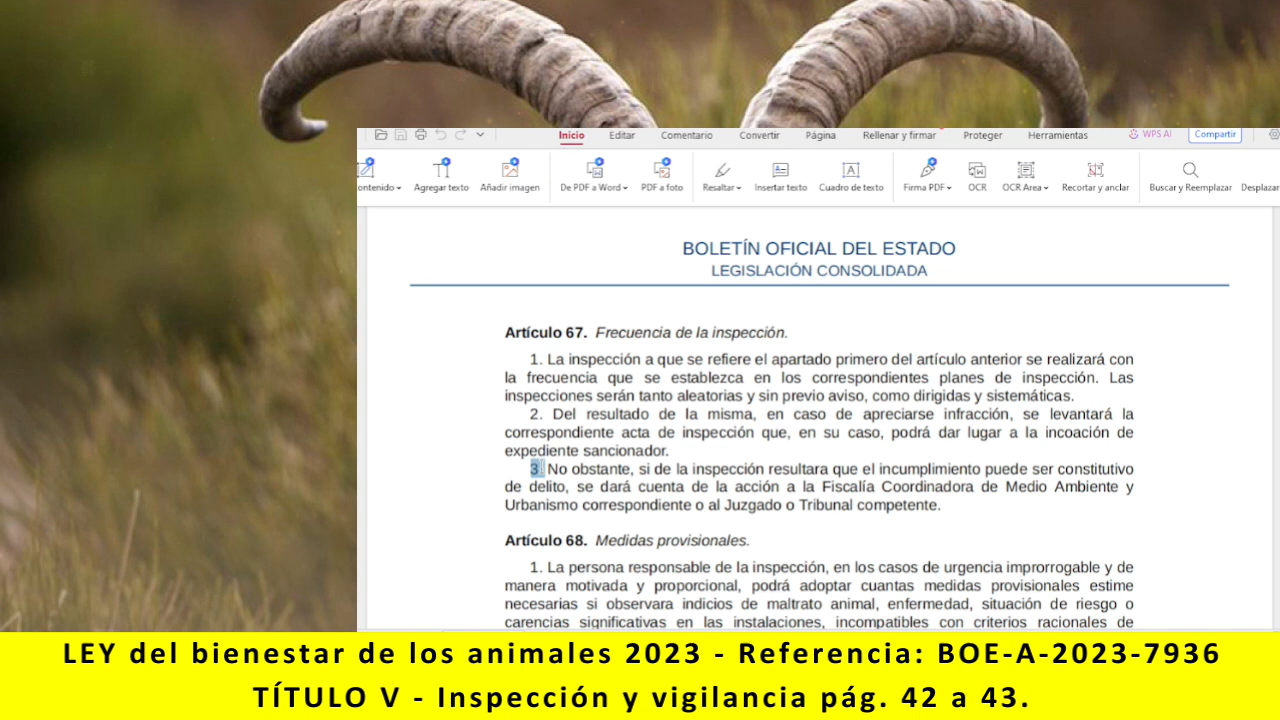 Inicio Editar Comentario Convertir Página Rellenar y firmar Proteger Herramientas WPS AI Compartir
ontenido Agregar texto Añadir imagen De PDF a Word PDF a foto Resaltar Insertar texto Cuadro de texto Firma PDF OCR OCR Area Recortar y anclar Buscar y Reemplazar Desplaza
BOLETÍN OFICIAL DEL ESTADO
LEGISLACIÓN CONSOLIDADA
Artículo 67. Frecuencia de la inspección.
1. La inspección a que se refiere el apartado primero del artículo anterior se realizará con
la frecuencia que se establezca en los correspondientes planes de inspección. Las
inspecciones serán tanto aleatorias y sin previo aviso, como dirigidas y sistemáticas.
2. Del resultado de la misma, en caso de apreciarse infracción, se levantará la
correspondiente acta de inspección que, en su caso, podrá dar lugar a la incoación de
expediente sancionador.
3. No obstante, si de la inspección resultara que el incumplimiento puede ser constitutivo
de delito, se dará cuenta de la acción a la Fiscalía Coordinadora de Medio Ambiente y
Urbanismo correspondiente o al Juzgado o Tribunal competente.
Artículo 68. Medidas provisionales.
1. La persona responsable de la inspección, en los casos de urgencia improrrogable y de
manera motivada y proporcional, podrá adoptar cuantas medidas provisionales estime
necesarias si observara indicios de maltrato animal, enfermedad, situación de riesgo o
carencias significativas en las instalaciones, incompatibles con criterios racionales de
LEY del bienestar de los animales 2023 - Referencia: BOE-A-2023-7936
TÍTULO V - Inspección y vigilancia pág. 42 a 43.